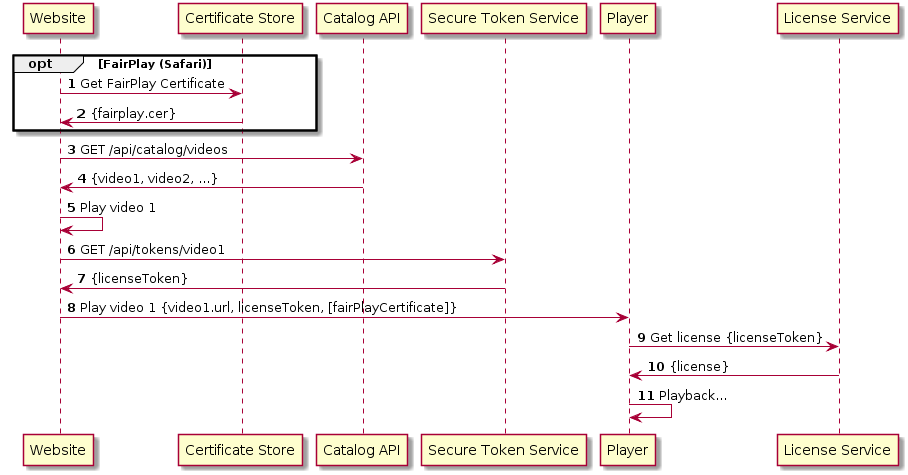 Website Certificate Store Catalog API Secure Token Service Player License Service
opt [FairPlay (Safari)]
1 Get FairPlay Certificate
2 {fairplay.cer}
3 GET /api/catalog/videos
4 {video1, video2, ...}
5 Play video 1
6 GET /api/tokens/video1
7 {licenseToken}
8 Play video 1 {video1.url, licenseToken, [fairPlayCertificate]}
9 Get license {licenseToken}
10 {license}
11 Playback...
Website Certificate Store Catalog API Secure Token Service Player License Service